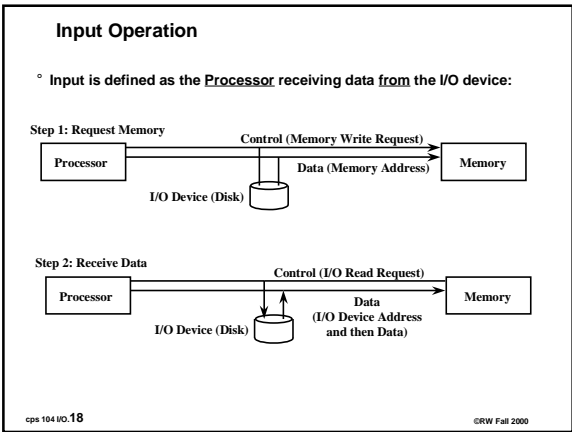 Input Operation
° Input is defined as the Processor receiving data from the I/O device:
Step 1: Request Memory
Control (Memory Write Request)
Processor
Memory
Data (Memory Address)
I/O Device (Disk)
Step 2: Receive Data
Control (I/O Read Request)
Processor
Memory
Data
(I/O Device Address
and then Data)
I/O Device (Disk)
cps 104 I/O.18
©RW Fall 2000